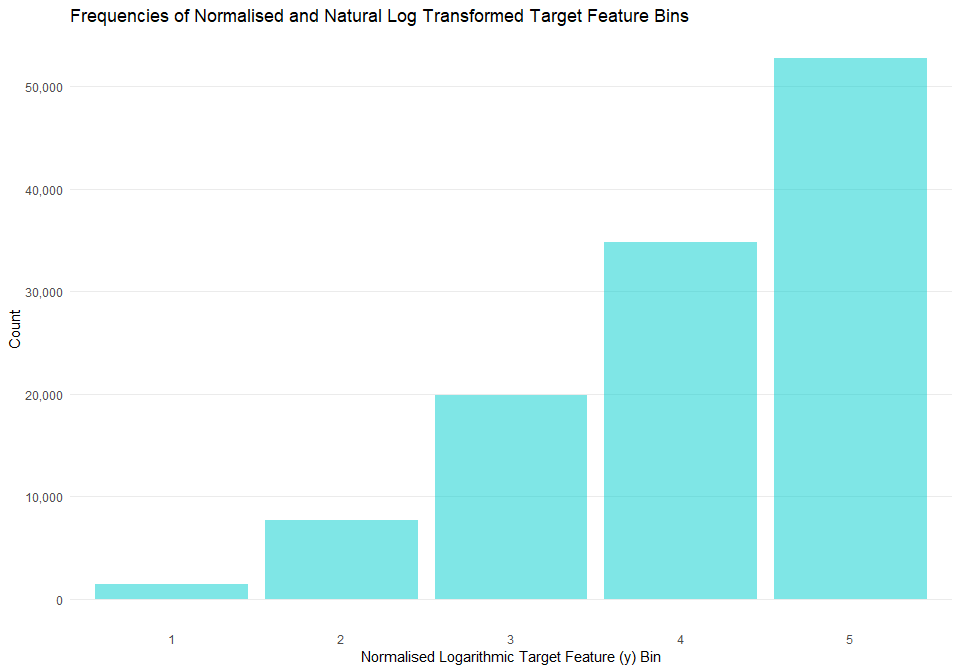 Frequencies of Normalised and Natural Log Transformed Target Feature Bins
50,000
40,000
30,000
20,000
10,000
0
Count
1 2 3 4 5
Normalised Logarithmic Target Feature (y) Bin